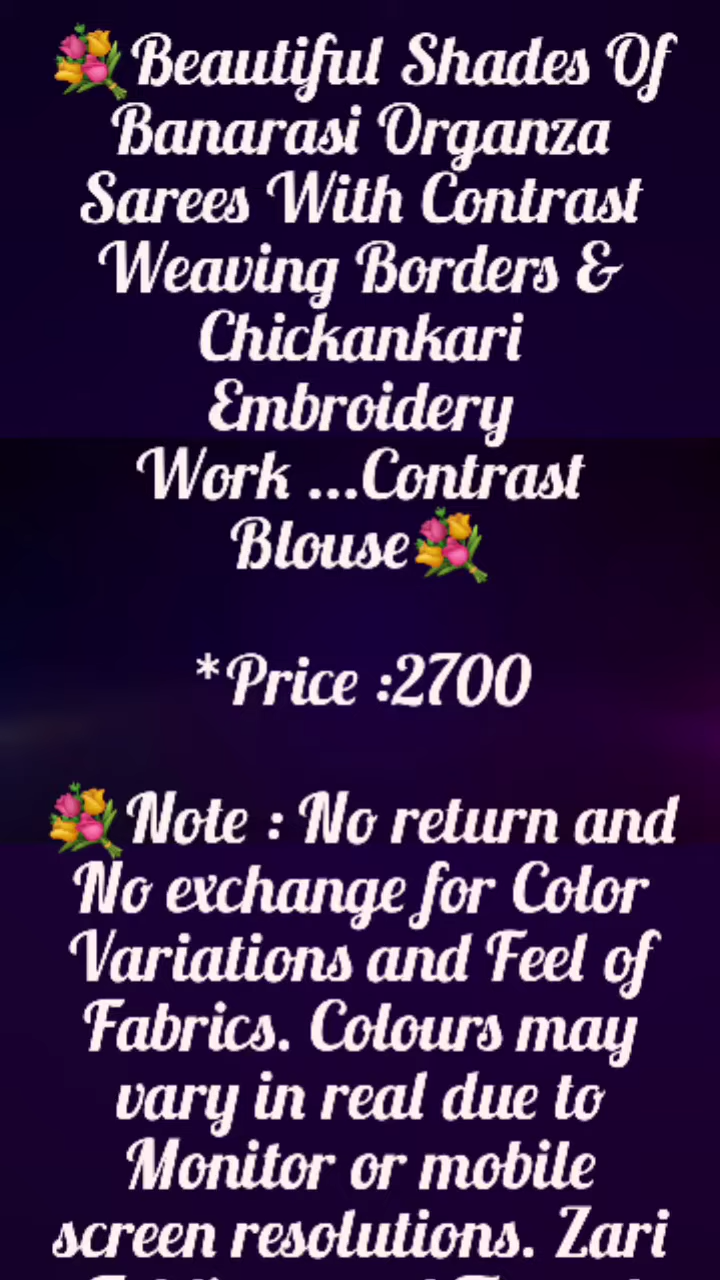 💐Beautiful Shades Of
Banarasi Organza
Sarees With Contrast
Weaving Borders &
Chickankari
Embroidery
Work ...Contrast
Blouse💐
*Price :2700
💐Note : No return and
No exchange for Color
Variations and Feel of
Fabrics. Colours may
vary in real due to
Monitor or mobile
screen resolutions. Zari